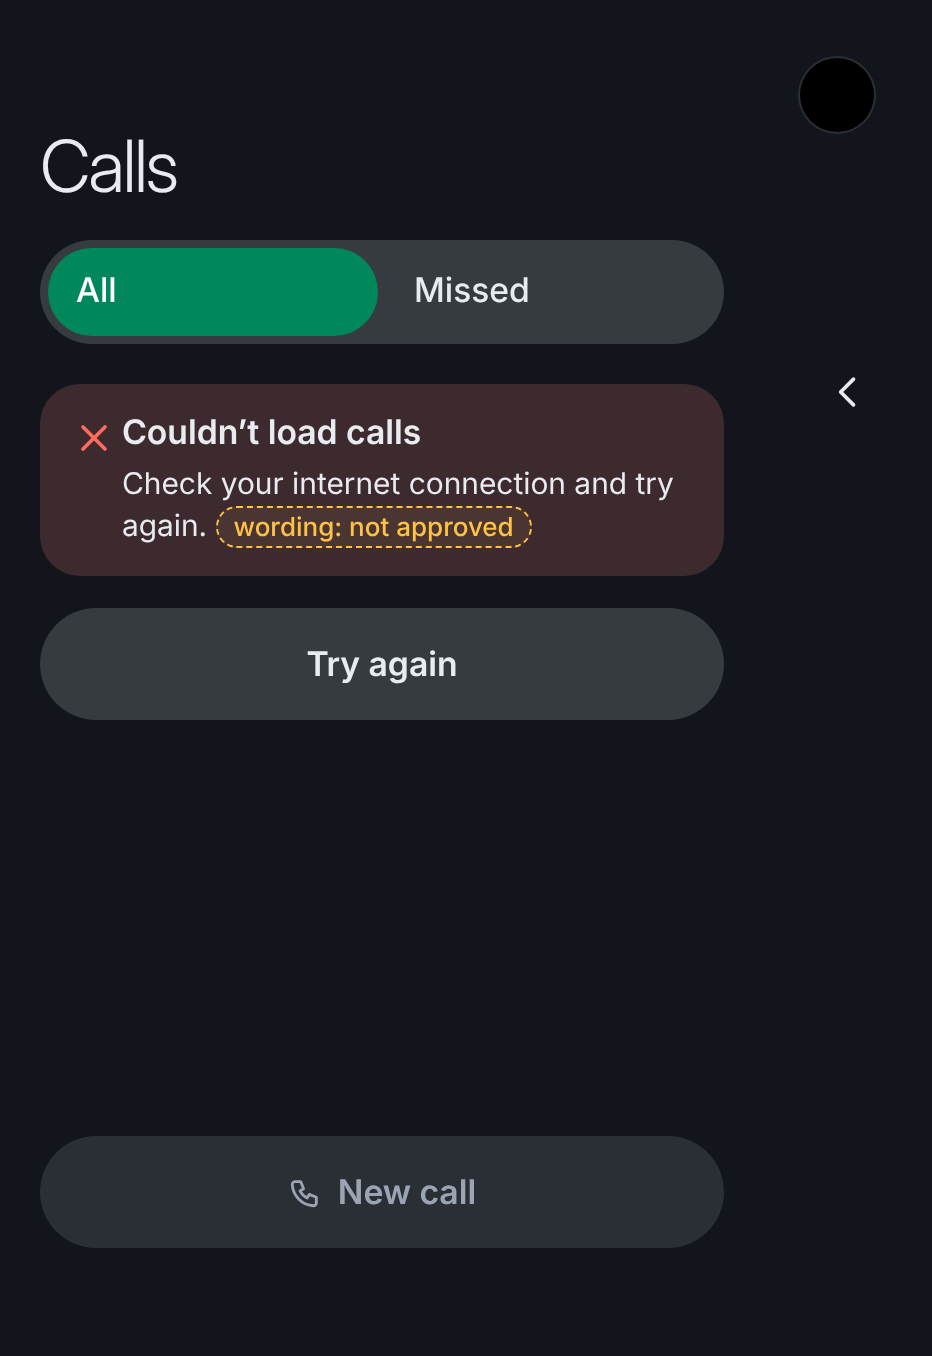 Calls
All
Missed
Couldn’t load calls
Check your internet connection and try
again. wording: not approved
Try again
New call